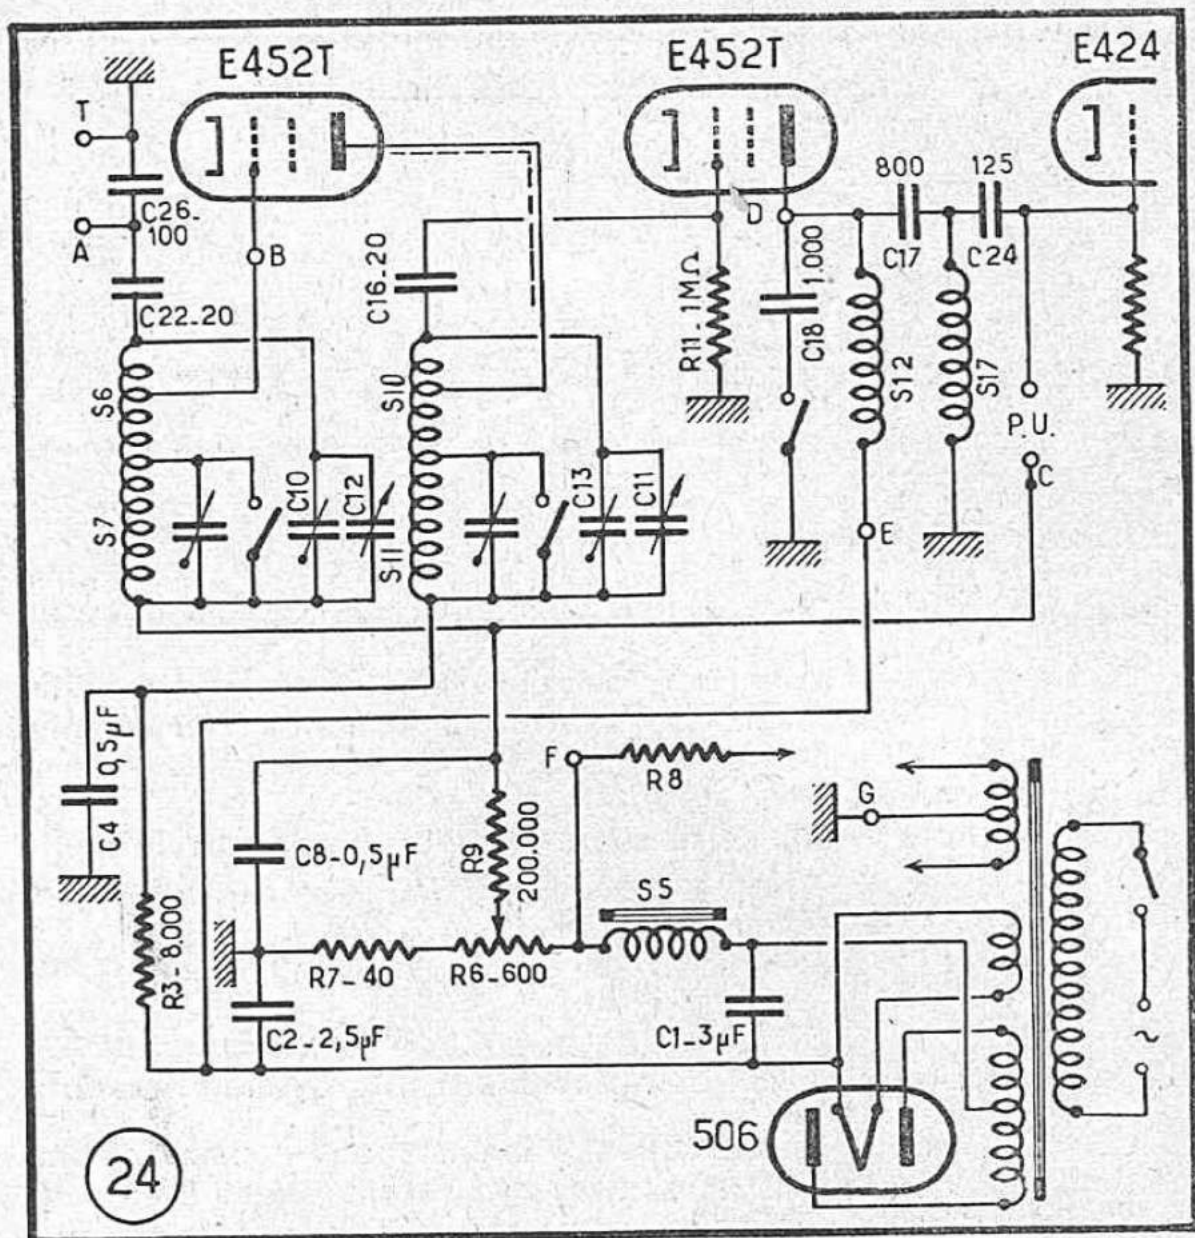 E452T
E452T
E424
T
A
C26-
100
B
C22-20
C16-20
D
800
125
C17
C24
R11-1MΩ
1.000
C18
S12
S17
P.U.
C
S6
S7
C10
C12
S10
S11
C13
C11
E
C4 0,5µF
R3-8.000
C8-0,5µF
R9
200.000
F
R8
G
S5
R7-40
R6-600
C2-2,5µF
C1-3µF
~
506
24